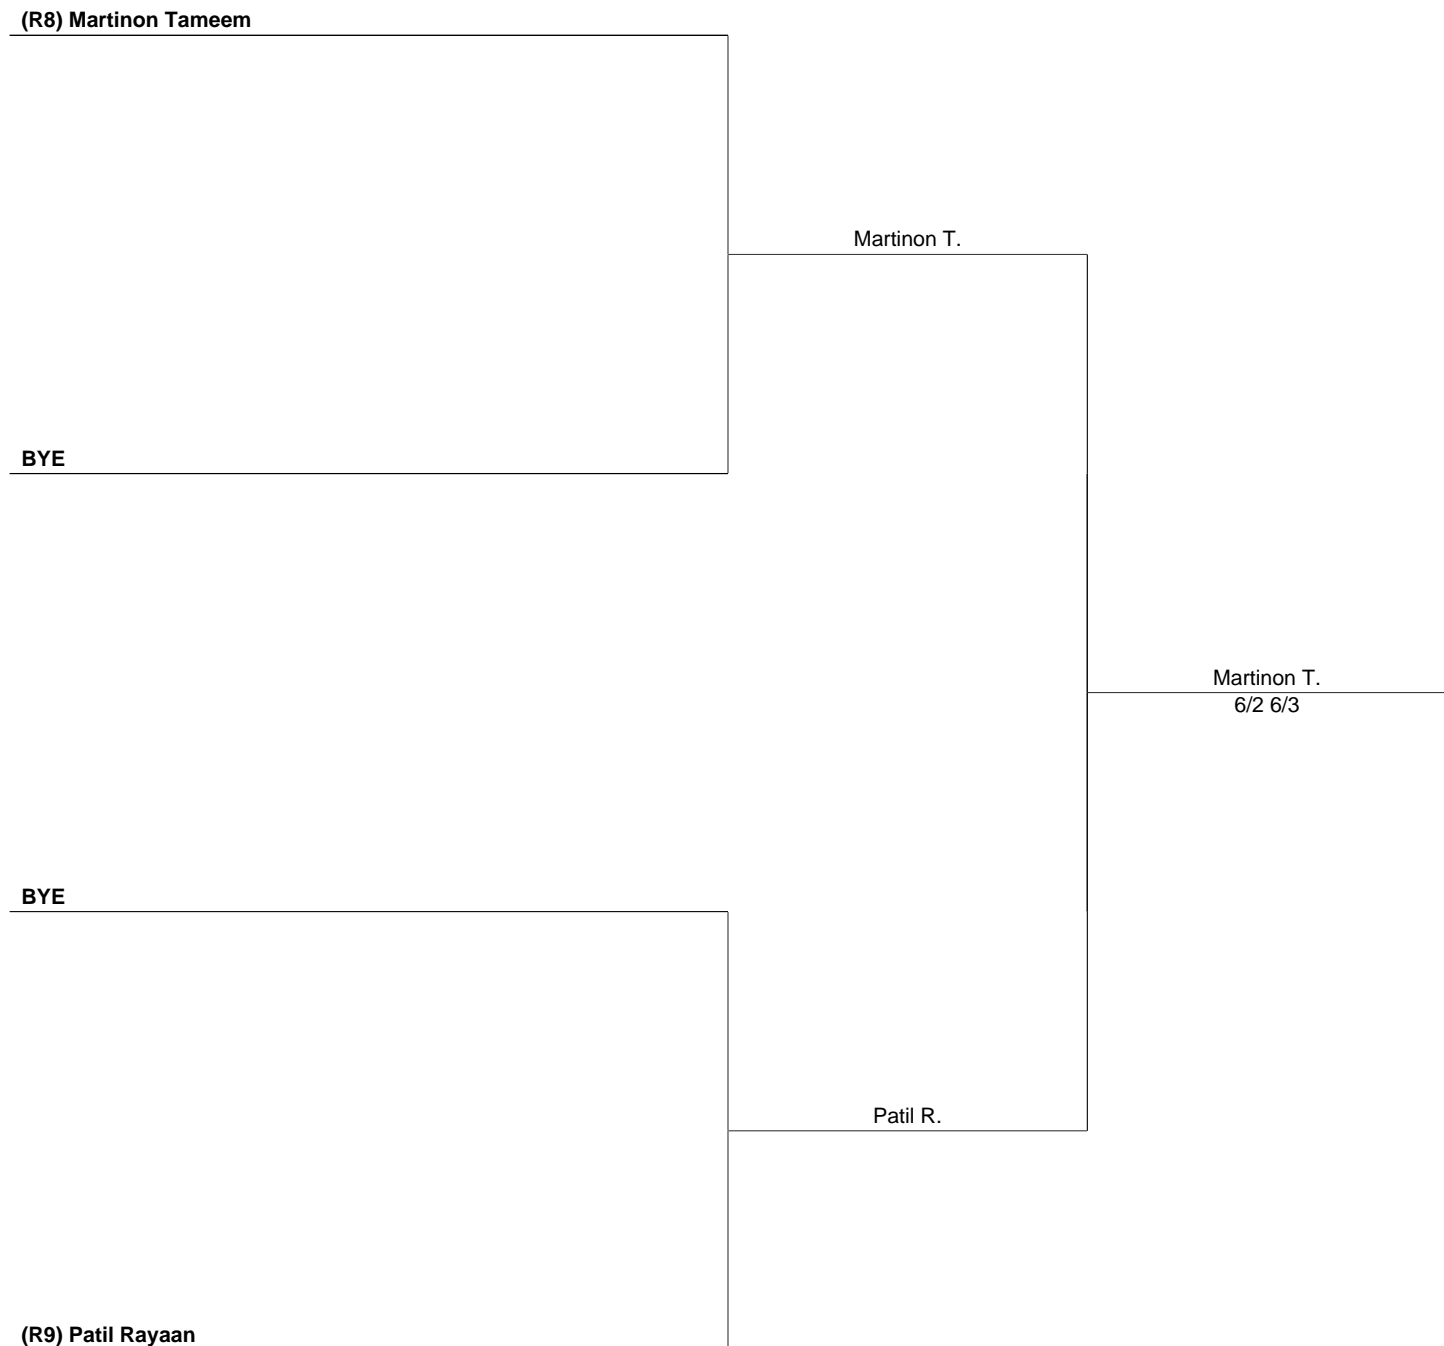 (R8) Martinon Tameem
Martinon T.
BYE
Martinon T.
6/2 6/3
BYE
Patil R.
(R9) Patil Rayaan